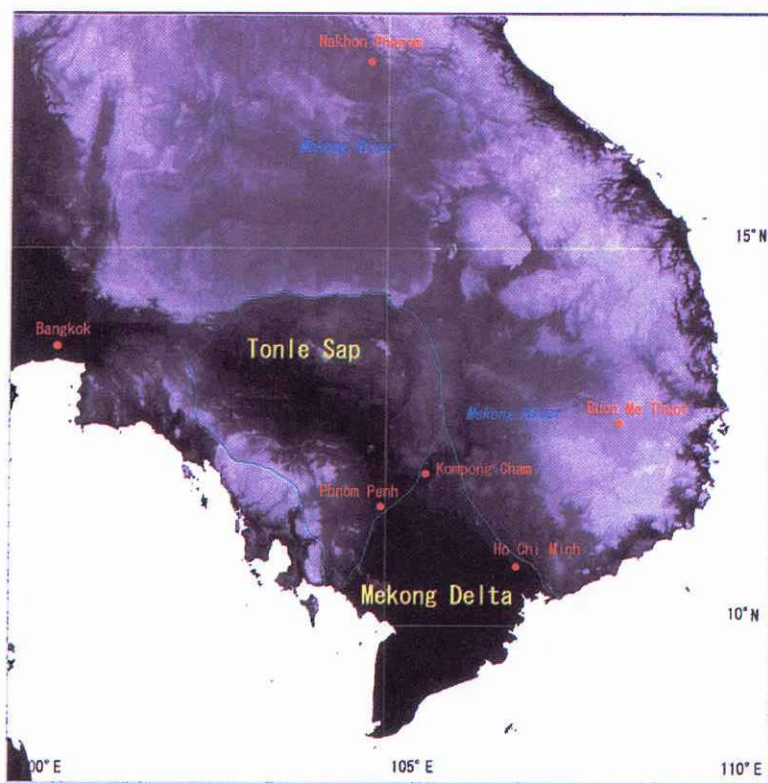 Nakhon Phanom
Mekong River
15°N
Bangkok
Tonle Sap
Mekong River
Buon Me Thuot
Kompong Cham
Phnom Penh
Ho Chi Minh
Mekong Delta
10°N
00°E
105°E
110°E